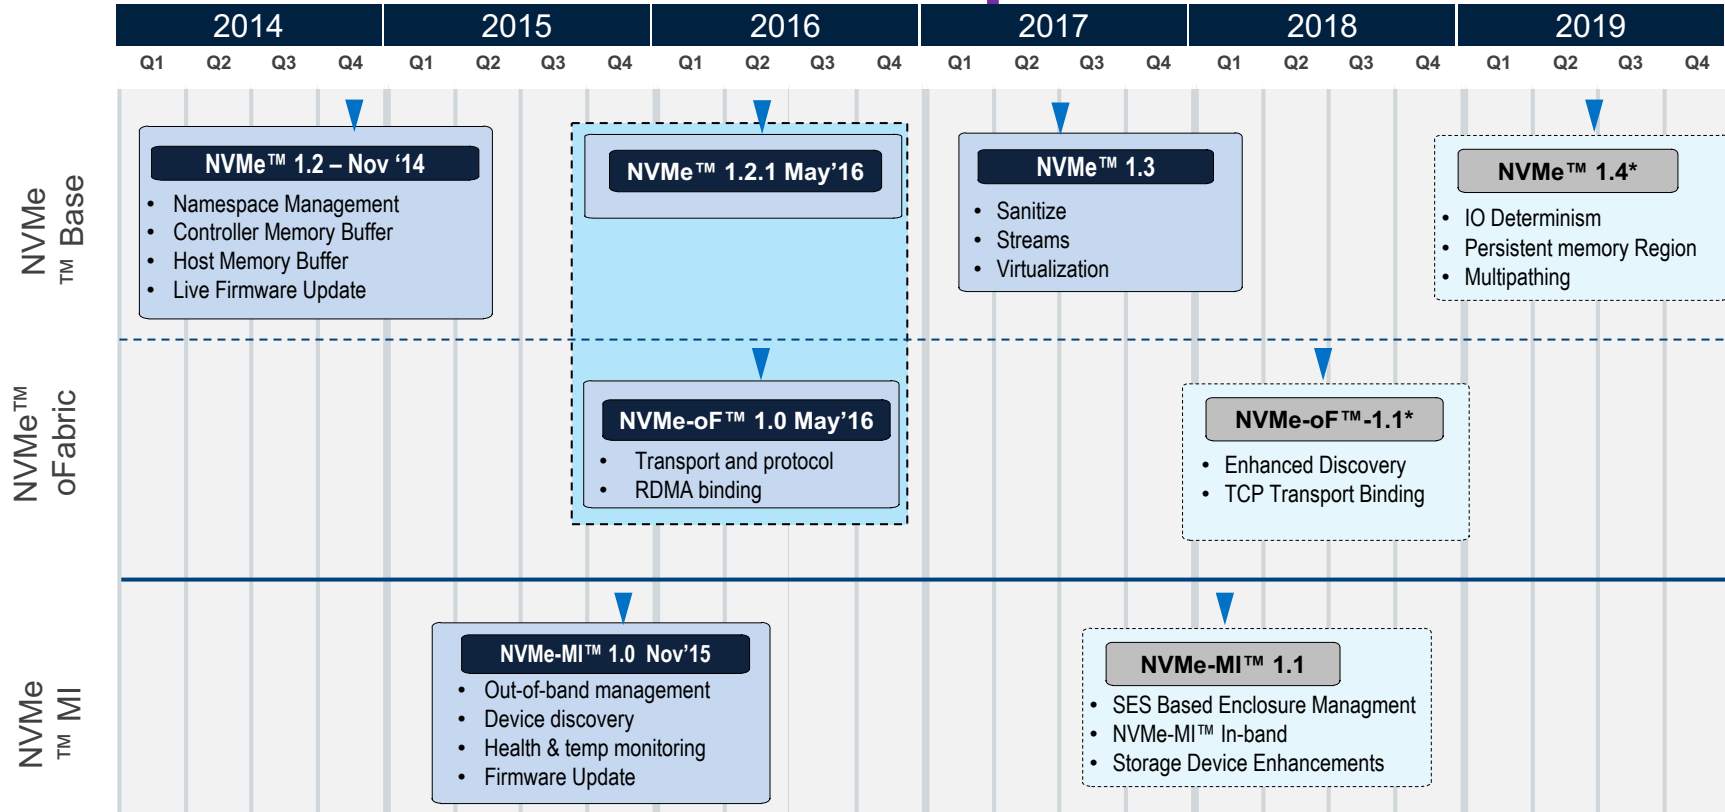 2014 2015 2016 2017 2018 2019
Q1 Q2 Q3 Q4 Q1 Q2 Q3 Q4 Q1 Q2 Q3 Q4 Q1 Q2 Q3 Q4 Q1 Q2 Q3 Q4 Q1 Q2 Q3 Q4
NVMe
™ Base
NVMe™ 1.2 – Nov ‘14
• Namespace Management
• Controller Memory Buffer
• Host Memory Buffer
• Live Firmware Update
NVMe™ 1.2.1 May’16
NVMe™ 1.3
• Sanitize
• Streams
• Virtualization
NVMe™ 1.4*
• IO Determinism
• Persistent memory Region
• Multipathing
NVMe™
oFabric
NVMe-oF™ 1.0 May’16
• Transport and protocol
• RDMA binding
NVMe-oF™-1.1*
• Enhanced Discovery
• TCP Transport Binding
NVMe
™ MI
NVMe-MI™ 1.0 Nov’15
• Out-of-band management
• Device discovery
• Health & temp monitoring
• Firmware Update
NVMe-MI™ 1.1
• SES Based Enclosure Managment
• NVMe-MI™ In-band
• Storage Device Enhancements